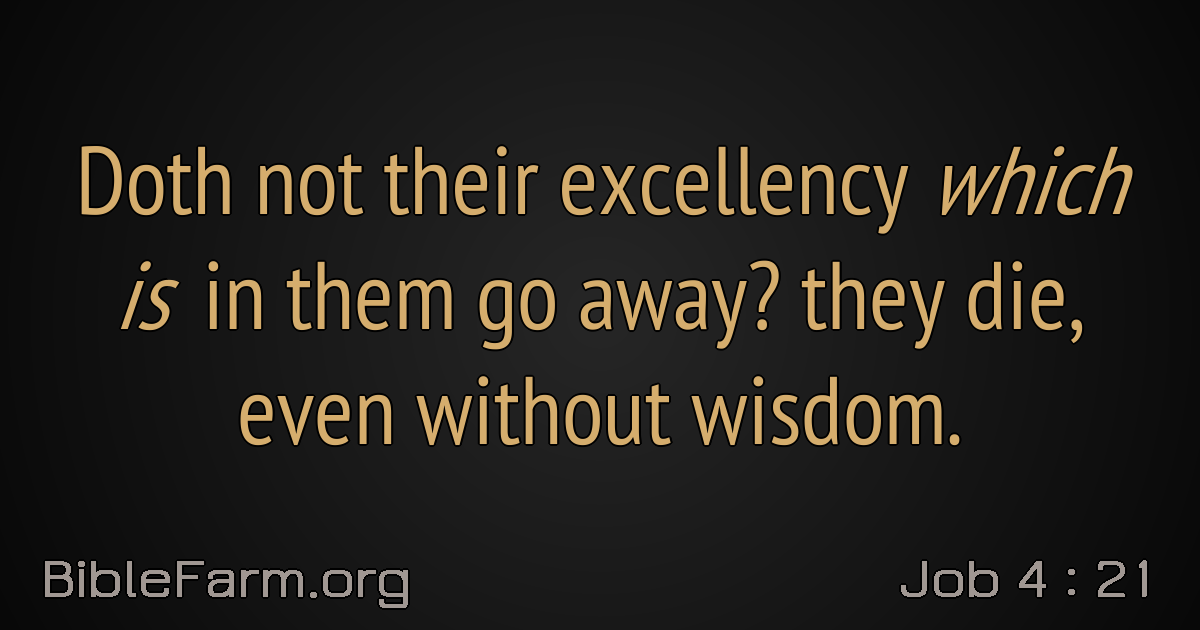 Doth not their excellency which
is in them go away? they die,
even without wisdom.
BibleFarm.org
Job 4 : 21